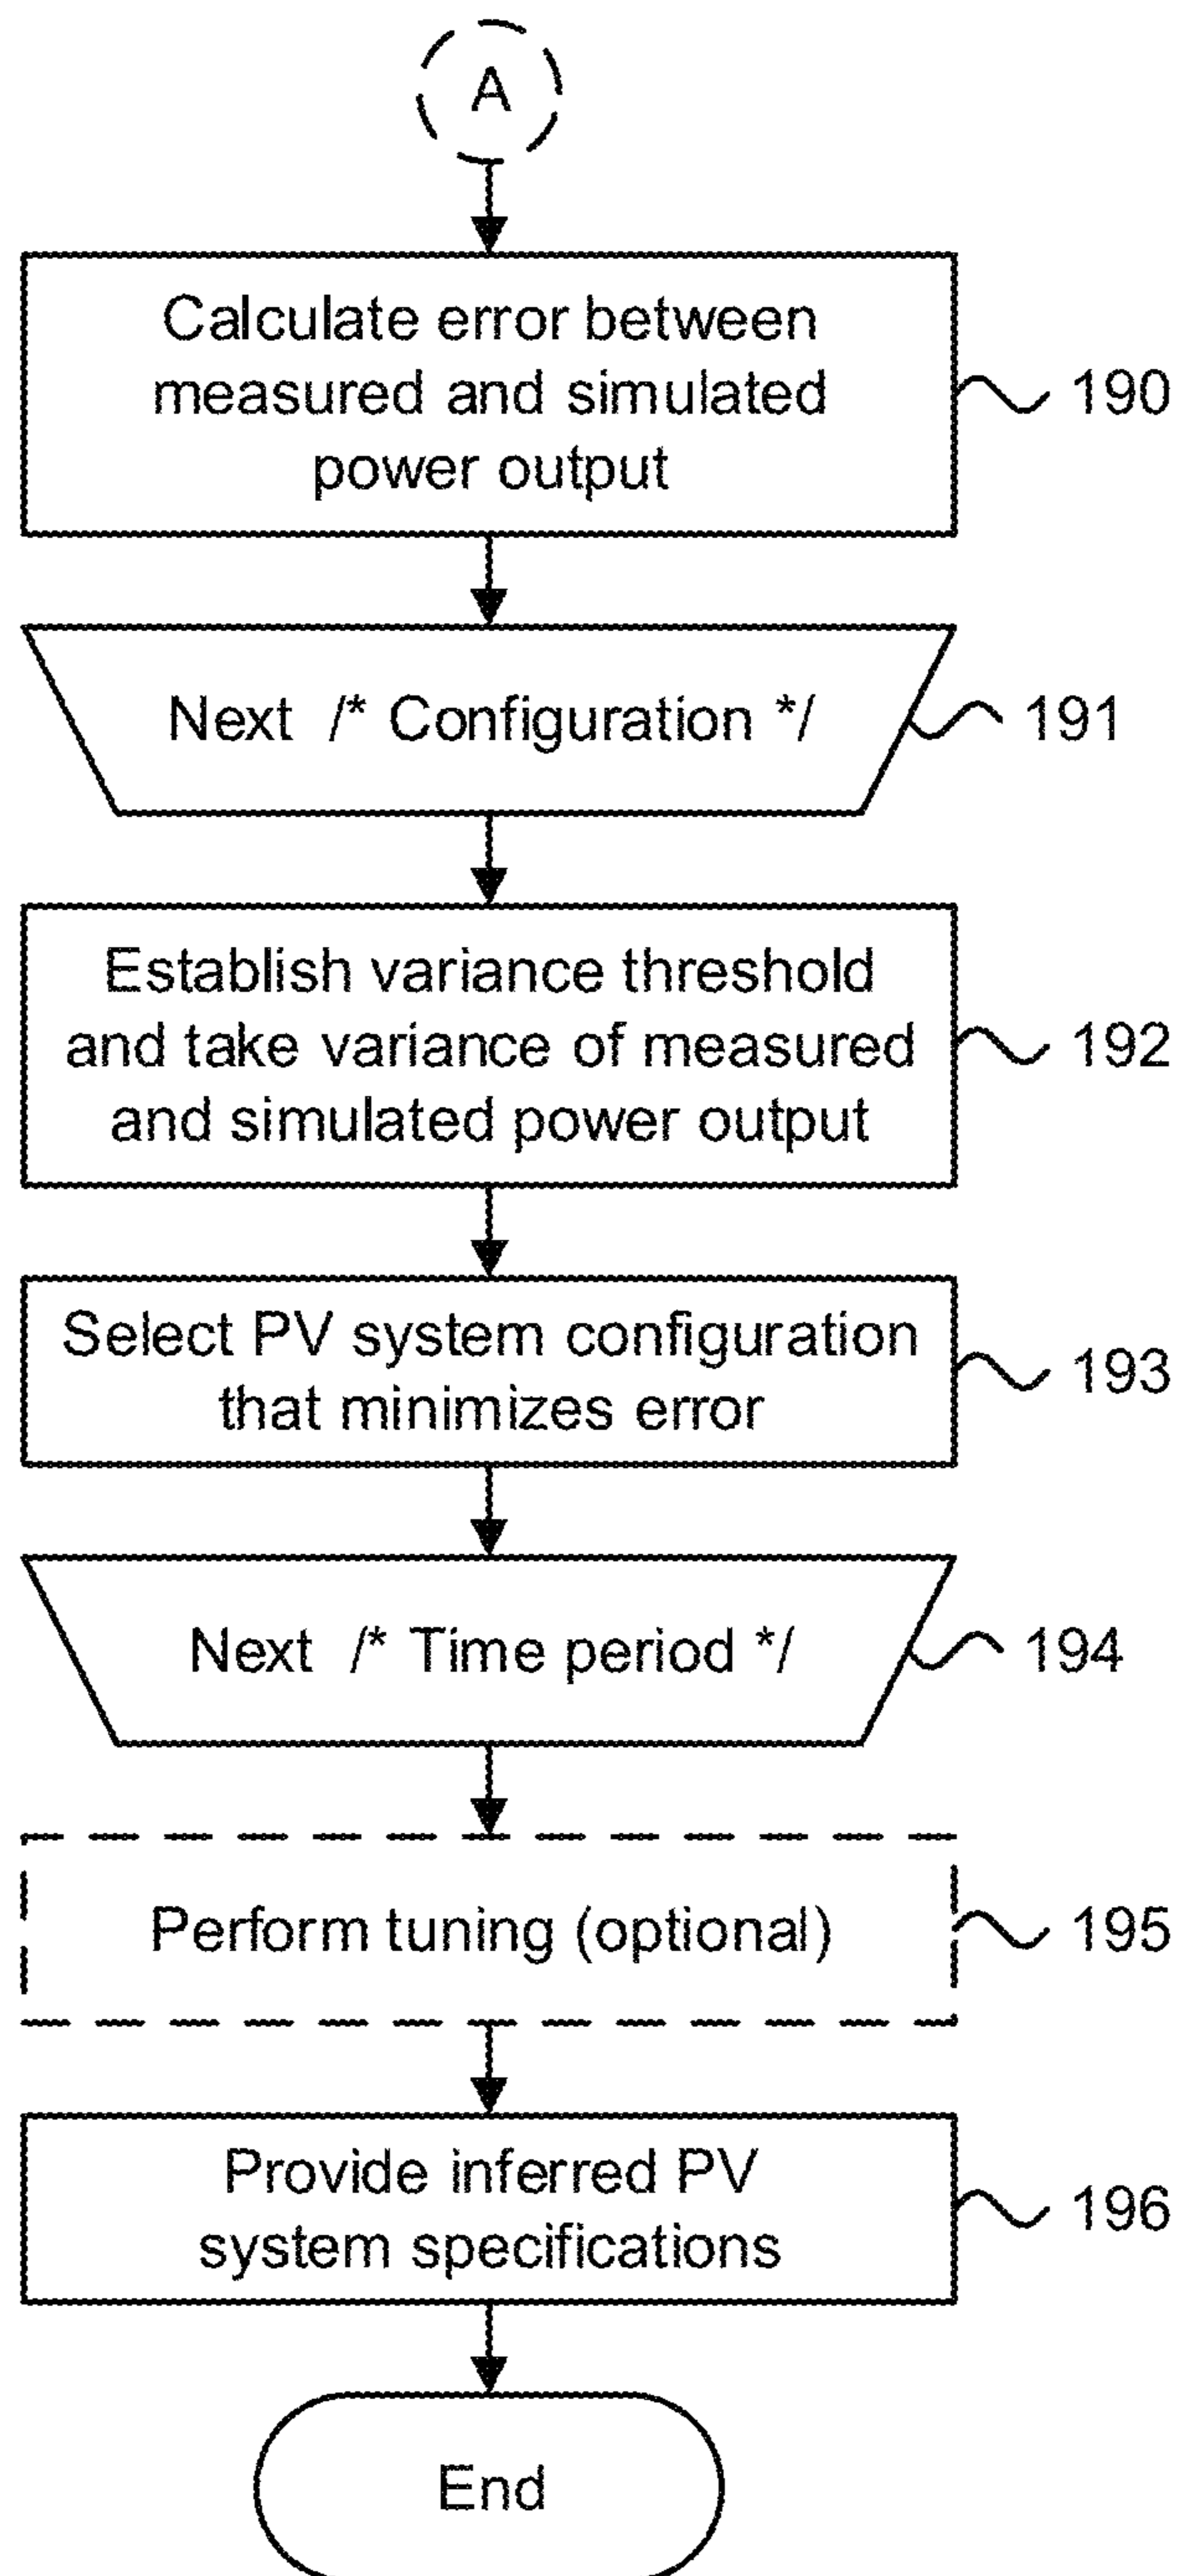 A
Calculate error between
measured and simulated
power output
190
Next /* Configuration */
191
Establish variance threshold
and take variance of measured
and simulated power output
192
Select PV system configuration
that minimizes error
193
Next /* Time period */
194
Perform tuning (optional)
195
Provide inferred PV
system specifications
196
End